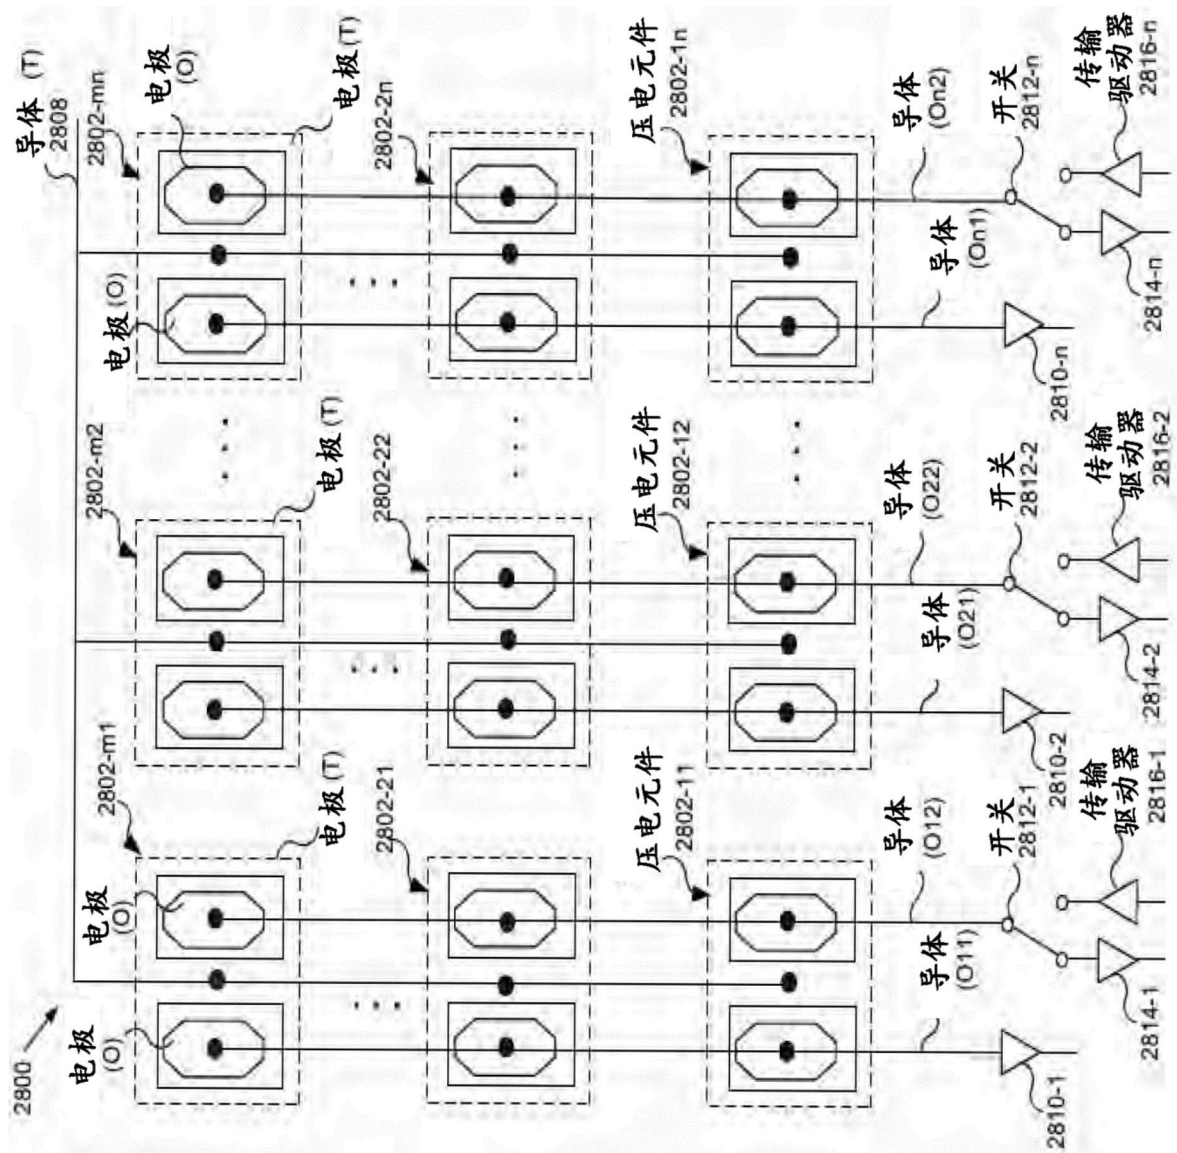 2800
导体 (T)
2808
2802-m1
电极
(O)
电极
(O)
电极(T)
2802-21
压电元件
2802-11
导体
(O11)
导体
(O12)
开关
2812-1
2810-1
2814-1
传输
驱动器
2816-1
2802-m2
电极(T)
2802-22
压电元件
2802-12
导体
(O21)
导体
(O22)
开关
2812-2
2810-2
2814-2
传输
驱动器
2816-2
2802-mn
电极
(O)
电极(T)
电极(O)
2802-2n
压电元件
2802-1n
导体
(On1)
导体
(On2)
开关
2812-n
2810-n
2814-n
传输
驱动器
2816-n